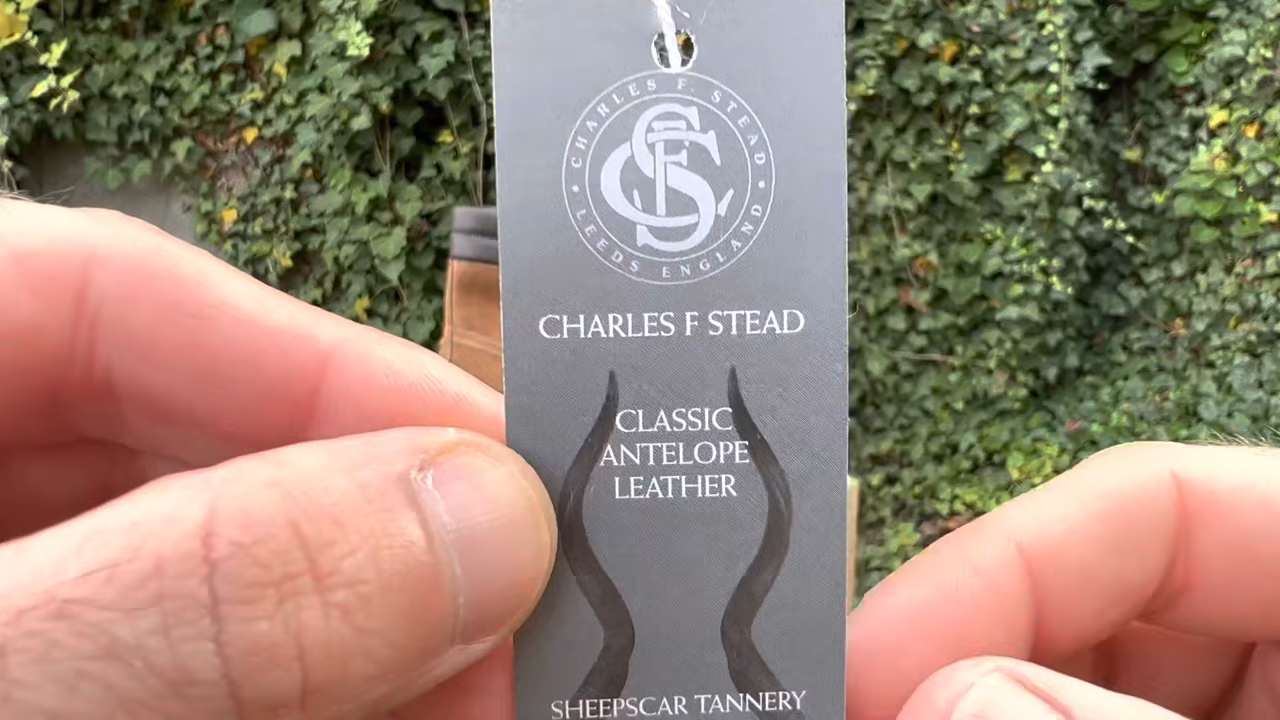 CHARLES F. STEAD
LEEDS ENGLAND
CFS
CHARLES F STEAD
CLASSIC
ANTELOPE
LEATHER
SHEEPSCAR TANNERY